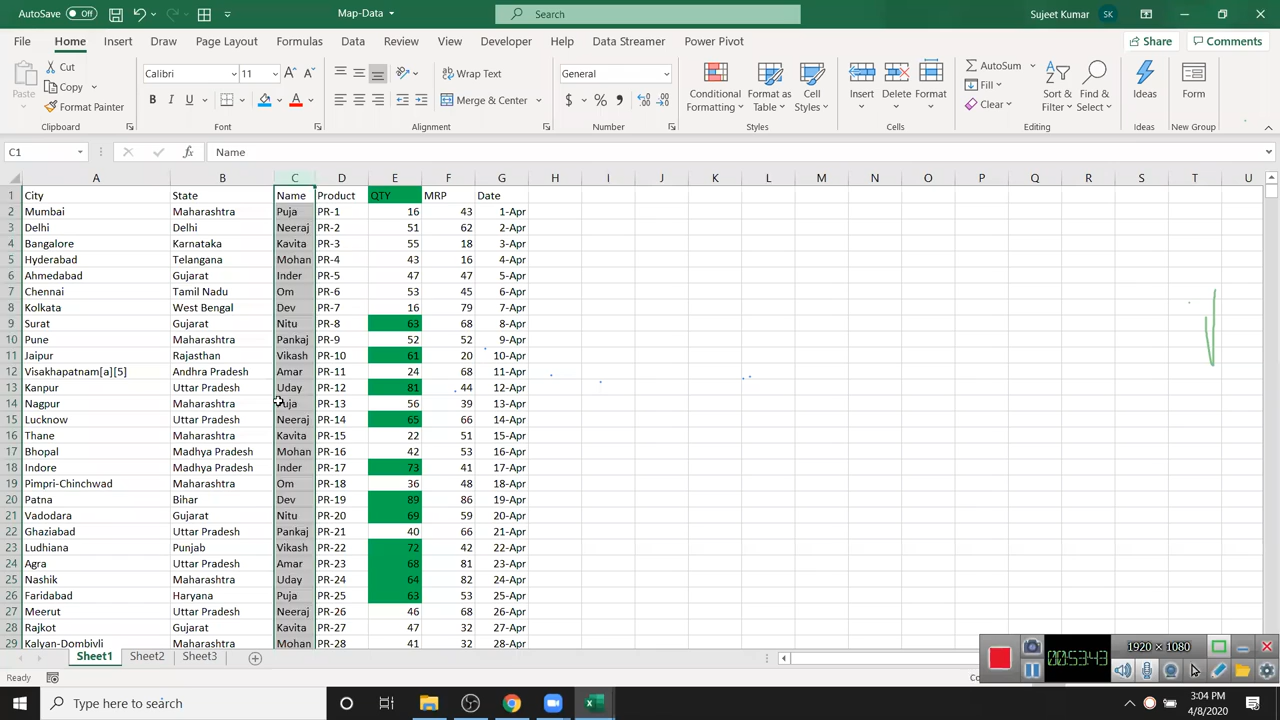 AutoSave Off Map-Data Search Sujeet Kumar SK
File Home Insert Draw Page Layout Formulas Data Review View Developer Help Data Streamer Power Pivot Share Comments
Paste Cut Copy Format Painter Calibri 11 Wrap Text Merge & Center General Conditional Formatting Format as Table Cell Styles Insert Delete Format AutoSum Fill Clear Sort & Filter Find & Select Ideas Form
Clipboard Font Alignment Number Styles Cells Editing Ideas New Group
C1 fx Name
A B C D E F G H I J K L M N O P Q R S T U
1 City State Name Product QTY MRP Date
2 Mumbai Maharashtra Puja PR-1 16 43 1-Apr
3 Delhi Delhi Neeraj PR-2 51 62 2-Apr
4 Bangalore Karnataka Kavita PR-3 55 18 3-Apr
5 Hyderabad Telangana Mohan PR-4 43 16 4-Apr
6 Ahmedabad Gujarat Inder PR-5 47 47 5-Apr
7 Chennai Tamil Nadu Om PR-6 53 45 6-Apr
8 Kolkata West Bengal Dev PR-7 16 79 7-Apr
9 Surat Gujarat Nitu PR-8 63 68 8-Apr
10 Pune Maharashtra Pankaj PR-9 52 52 9-Apr
11 Jaipur Rajasthan Vikash PR-10 61 20 10-Apr
12 Visakhapatnam[a][5] Andhra Pradesh Amar PR-11 24 68 11-Apr
13 Kanpur Uttar Pradesh Uday PR-12 81 44 12-Apr
14 Nagpur Maharashtra Puja PR-13 56 39 13-Apr
15 Lucknow Uttar Pradesh Neeraj PR-14 65 66 14-Apr
16 Thane Maharashtra Kavita PR-15 22 51 15-Apr
17 Bhopal Madhya Pradesh Mohan PR-16 42 53 16-Apr
18 Indore Madhya Pradesh Inder PR-17 73 41 17-Apr
19 Pimpri-Chinchwad Maharashtra Om PR-18 36 48 18-Apr
20 Patna Bihar Dev PR-19 89 86 19-Apr
21 Vadodara Gujarat Nitu PR-20 69 59 20-Apr
22 Ghaziabad Uttar Pradesh Pankaj PR-21 40 66 21-Apr
23 Ludhiana Punjab Vikash PR-22 72 42 22-Apr
24 Agra Uttar Pradesh Amar PR-23 68 81 23-Apr
25 Nashik Maharashtra Uday PR-24 64 82 24-Apr
26 Faridabad Haryana Puja PR-25 63 53 25-Apr
27 Meerut Uttar Pradesh Neeraj PR-26 46 68 26-Apr
28 Rajkot Gujarat Kavita PR-27 47 32 27-Apr
29 Kalyan-Dombivli Maharashtra Mohan PR-28 41 32 28-Apr
Sheet1 Sheet2 Sheet3
Ready
1920 × 1080
00:53:43
Type here to search
3:04 PM
4/8/2020